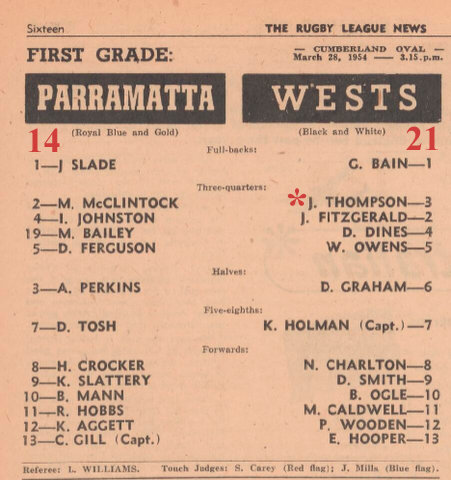 Sixteen THE RUGBY LEAGUE NEWS
FIRST GRADE: — CUMBERLAND OVAL —
March 28, 1954 —— 3.15.p.m.
PARRAMATTA WESTS
14 (Royal Blue and Gold) (Black and White) 21
Full-backs:
1—J SLADE G. BAIN—1
Three-quarters:
2—M. McCLINTOCK *J. THOMPSON—3
4—I. JOHNSTON J. FITZGERALD—2
19—M. BAILEY D. DINES—4
5—D. FERGUSON W. OWENS—5
Halves:
3—A. PERKINS D. GRAHAM—6
Five-eighths:
7—D. TOSH K. HOLMAN (Capt.)—7
Forwards:
8—H. CROCKER N. CHARLTON—8
9—K. SLATTERY D. SMITH—9
10—B. MANN B. OGLE—10
11—R. HOBBS M. CALDWELL—11
12—K. AGGETT P. WOODEN—12
13—C. GILL (Capt.) E. HOOPER—13
Referee: L. WILLIAMS. Touch Judges: S. Carey (Red flag); J. Mills (Blue flag).